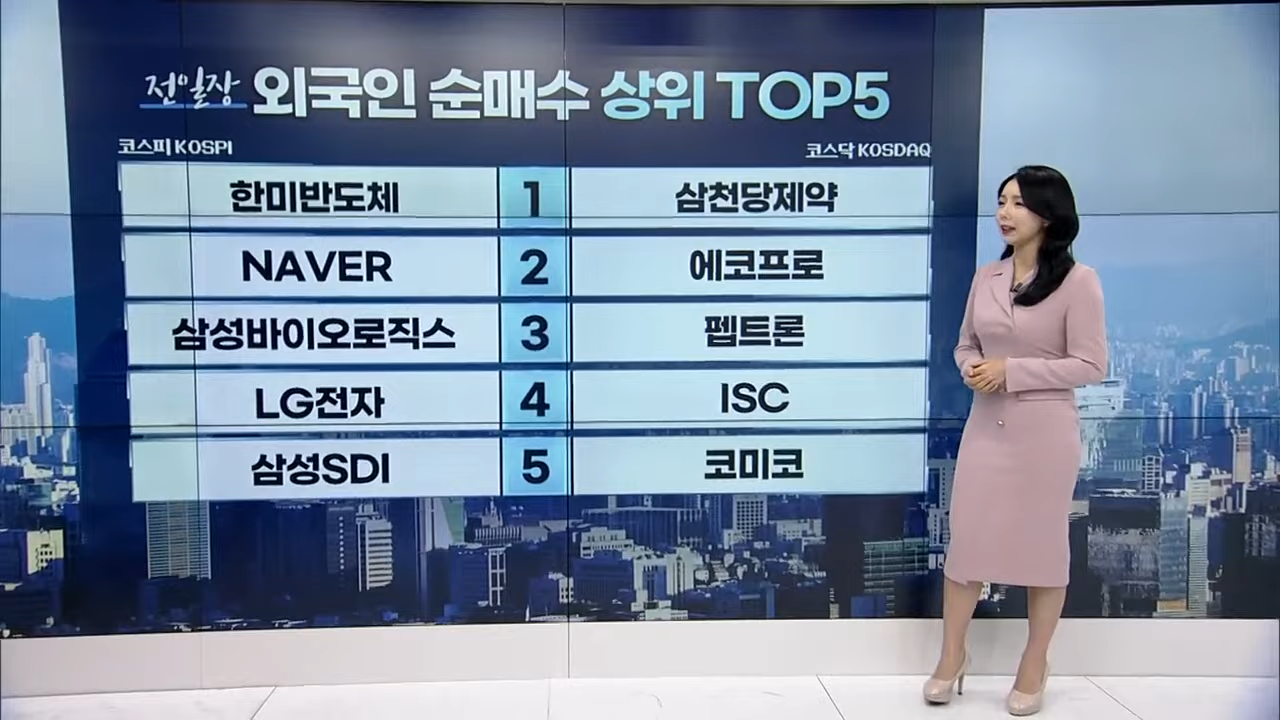 전일장 외국인 순매수 상위 TOP5
코스피 KOSPI 코스닥 KOSDAQ
한미반도체 1 삼천당제약
NAVER 2 에코프로
삼성바이오로직스 3 펩트론
LG전자 4 ISC
삼성SDI 5 코미코